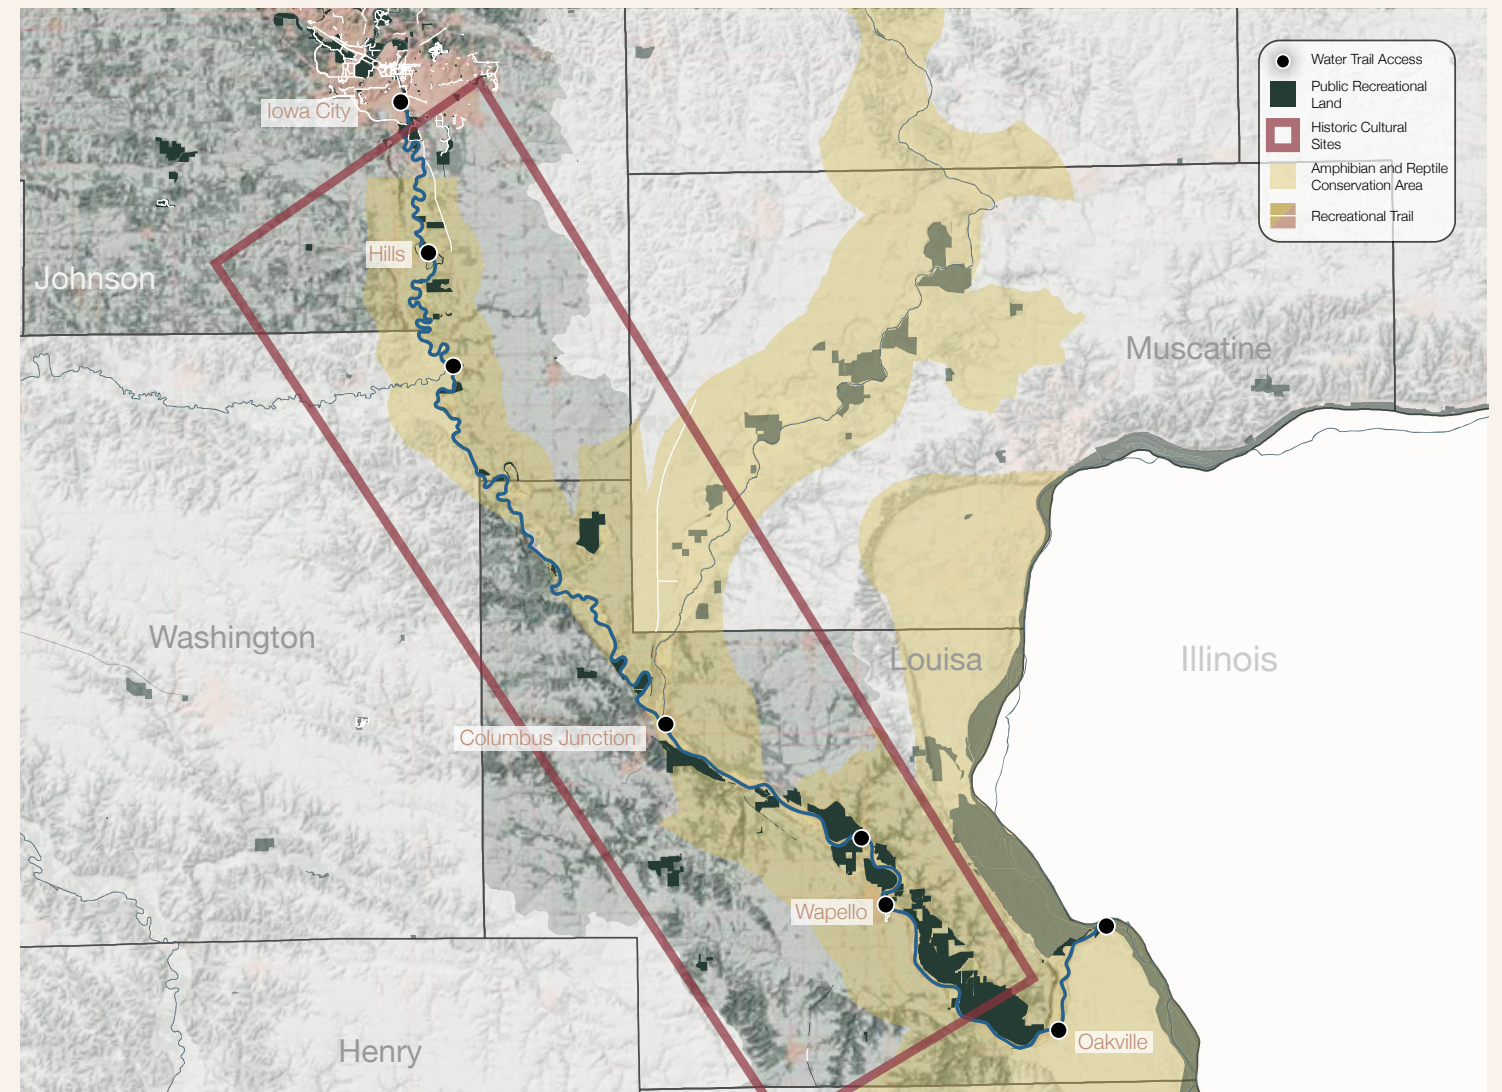 Water Trail Access
Public Recreational
Land
Historic Cultural
Sites
Amphibian and Reptile
Conservation Area
Recreational Trail
Iowa City
Hills
Johnson
Muscatine
Washington
Louisa
Illinois
Columbus Junction
Wapello
Oakville
Henry